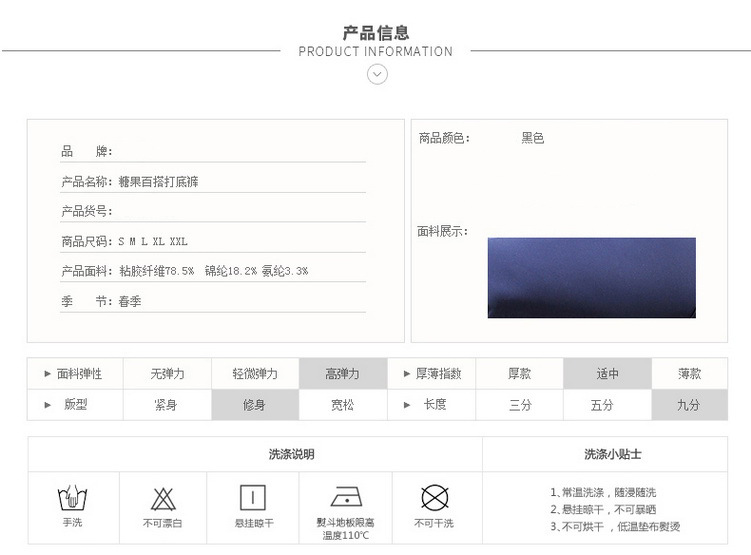 产品信息
PRODUCT INFORMATION
品 牌:
产品名称: 糖果百搭打底裤
产品货号:
商品尺码: S M L XL XXL
产品面料: 粘胶纤维78.5% 锦纶18.2% 氨纶3.3%
季 节: 春季
商品颜色: 黑色
面料展示:
▶ 面料弹性 无弹力 轻微弹力 高弹力 ▶ 厚薄指数 厚款 适中 薄款
▶ 版型 紧身 修身 宽松 ▶ 长度 三分 五分 九分
洗涤说明
手洗
不可漂白
悬挂晾干
熨斗地板限高
温度110℃
不可干洗
洗涤小贴士
1、常温洗涤，随浸随洗
2、悬挂晾干，不可暴晒
3、不可烘干，低温垫布熨烫